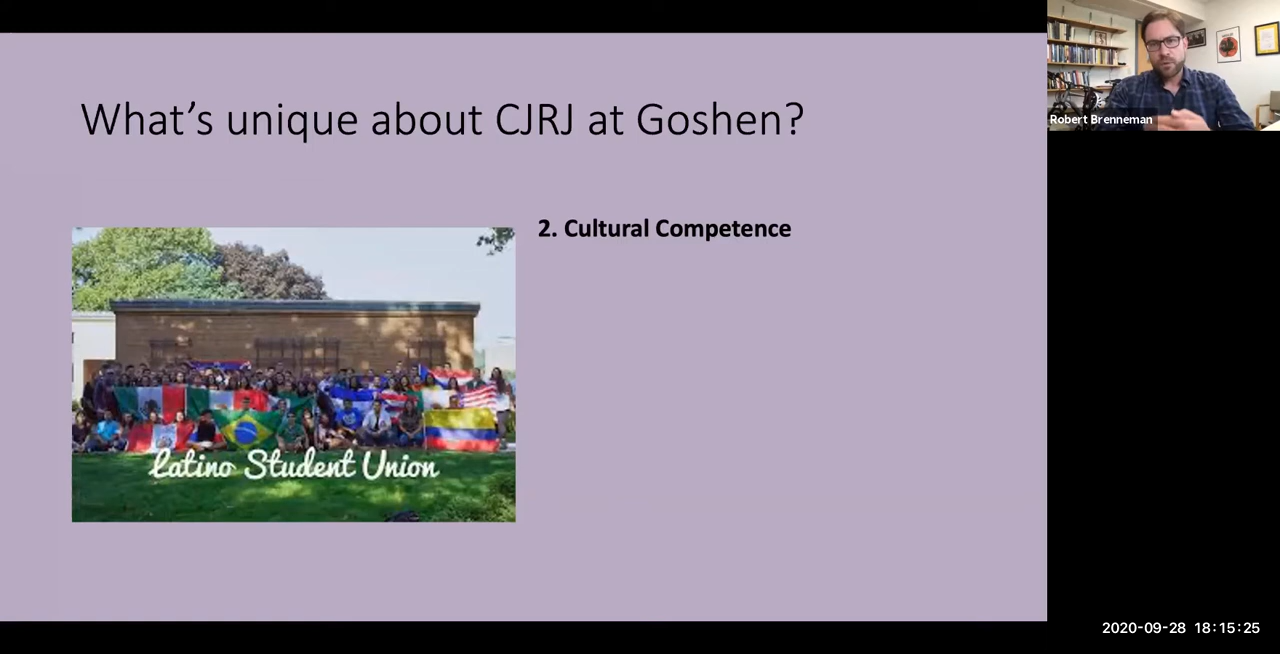 What's unique about CJRJ at Goshen?
2. Cultural Competence
Latino Student Union
Robert Brenneman
2020-09-28 18:15:25